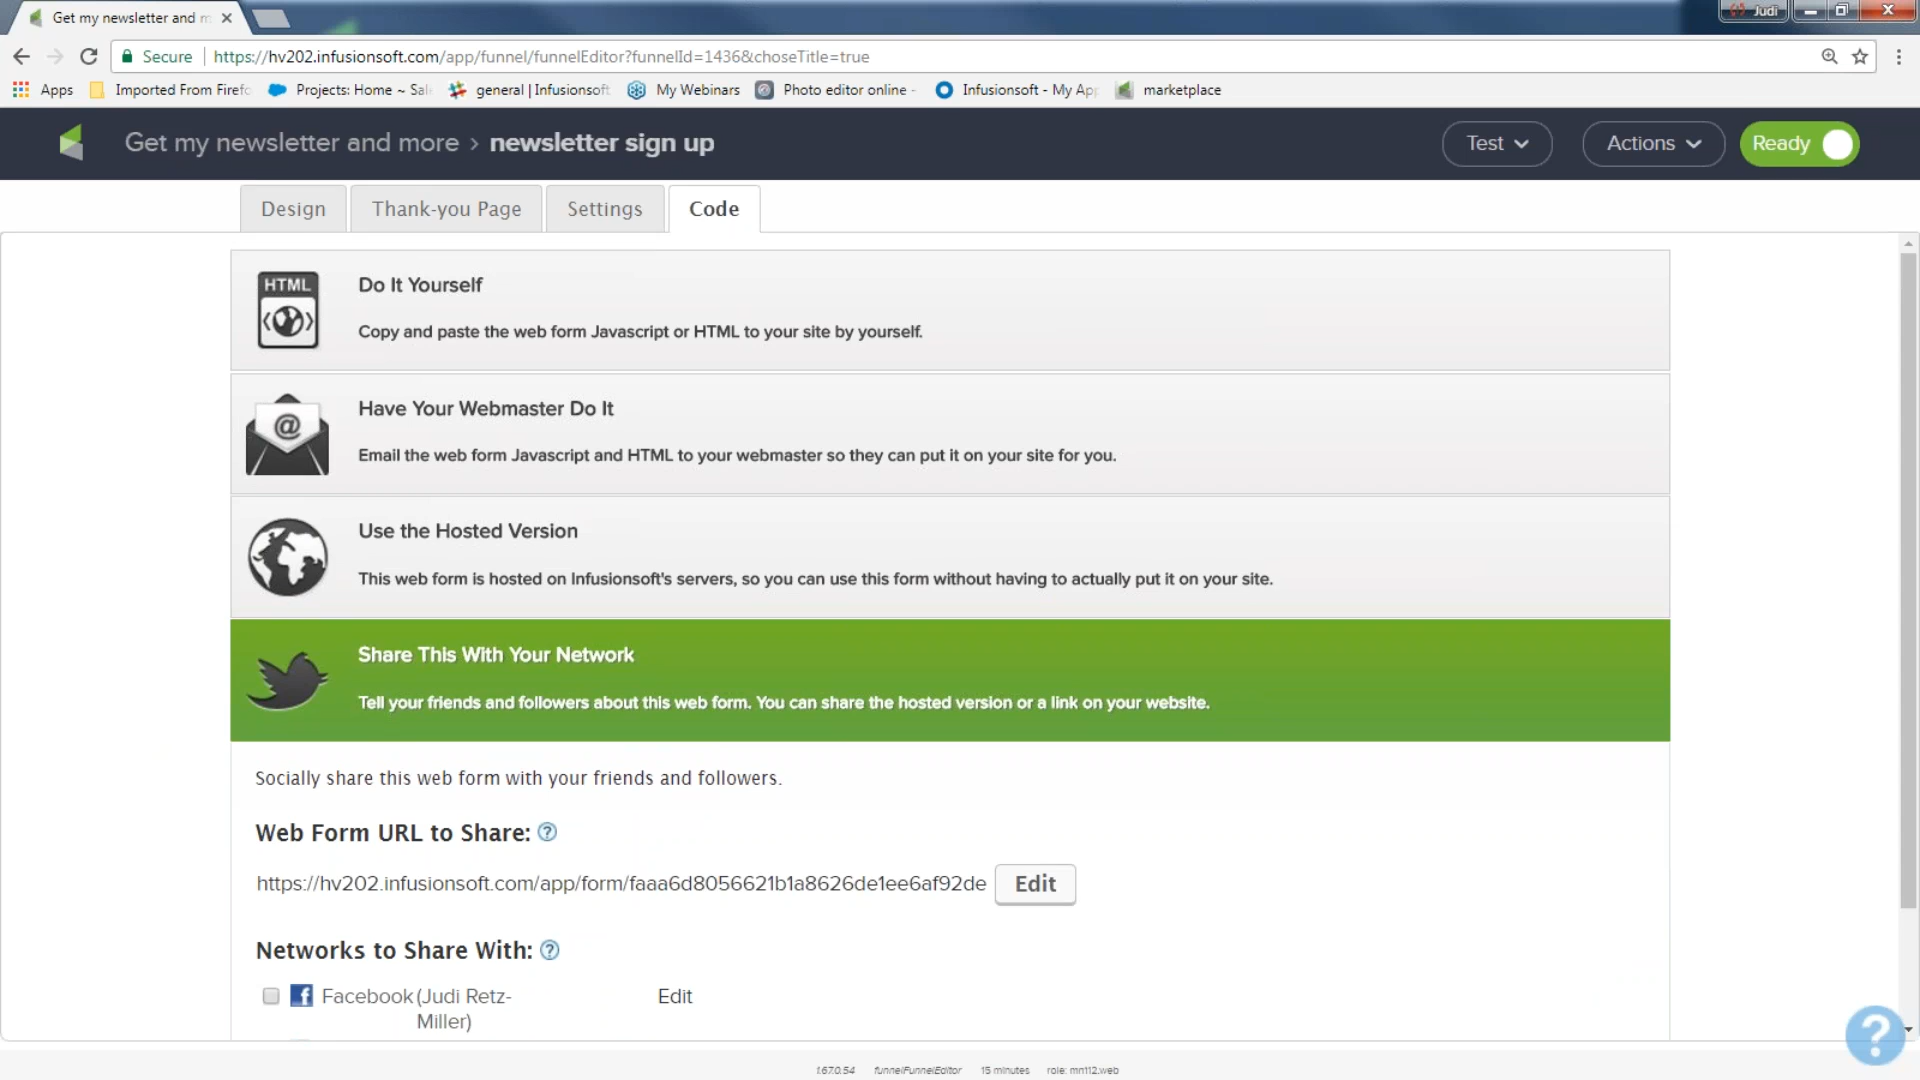 Get my newsletter and m
Judi
Secure https://hv202.infusionsoft.com/app/funnel/funnelEditor?funnelId=1436&choseTitle=true
Apps Imported From Firefo Projects: Home ~ Sal general | Infusionsoft My Webinars Photo editor online - Infusionsoft - My App marketplace
Get my newsletter and more › newsletter sign up Test Actions Ready
Design Thank-you Page Settings Code
HTML
Do It Yourself
Copy and paste the web form Javascript or HTML to your site by yourself.
@
Have Your Webmaster Do It
Email the web form Javascript and HTML to your webmaster so they can put it on your site for you.
Use the Hosted Version
This web form is hosted on Infusionsoft's servers, so you can use this form without having to actually put it on your site.
Share This With Your Network
Tell your friends and followers about this web form. You can share the hosted version or a link on your website.
Socially share this web form with your friends and followers.
Web Form URL to Share: ?
https://hv202.infusionsoft.com/app/form/faaa6d8056621b1a8626de1ee6af92de Edit
Networks to Share With: ?
f Facebook (Judi Retz- Edit
Miller)
?
1.67.0.54 funnelFunnelEditor 15 minutes role: mn112.web